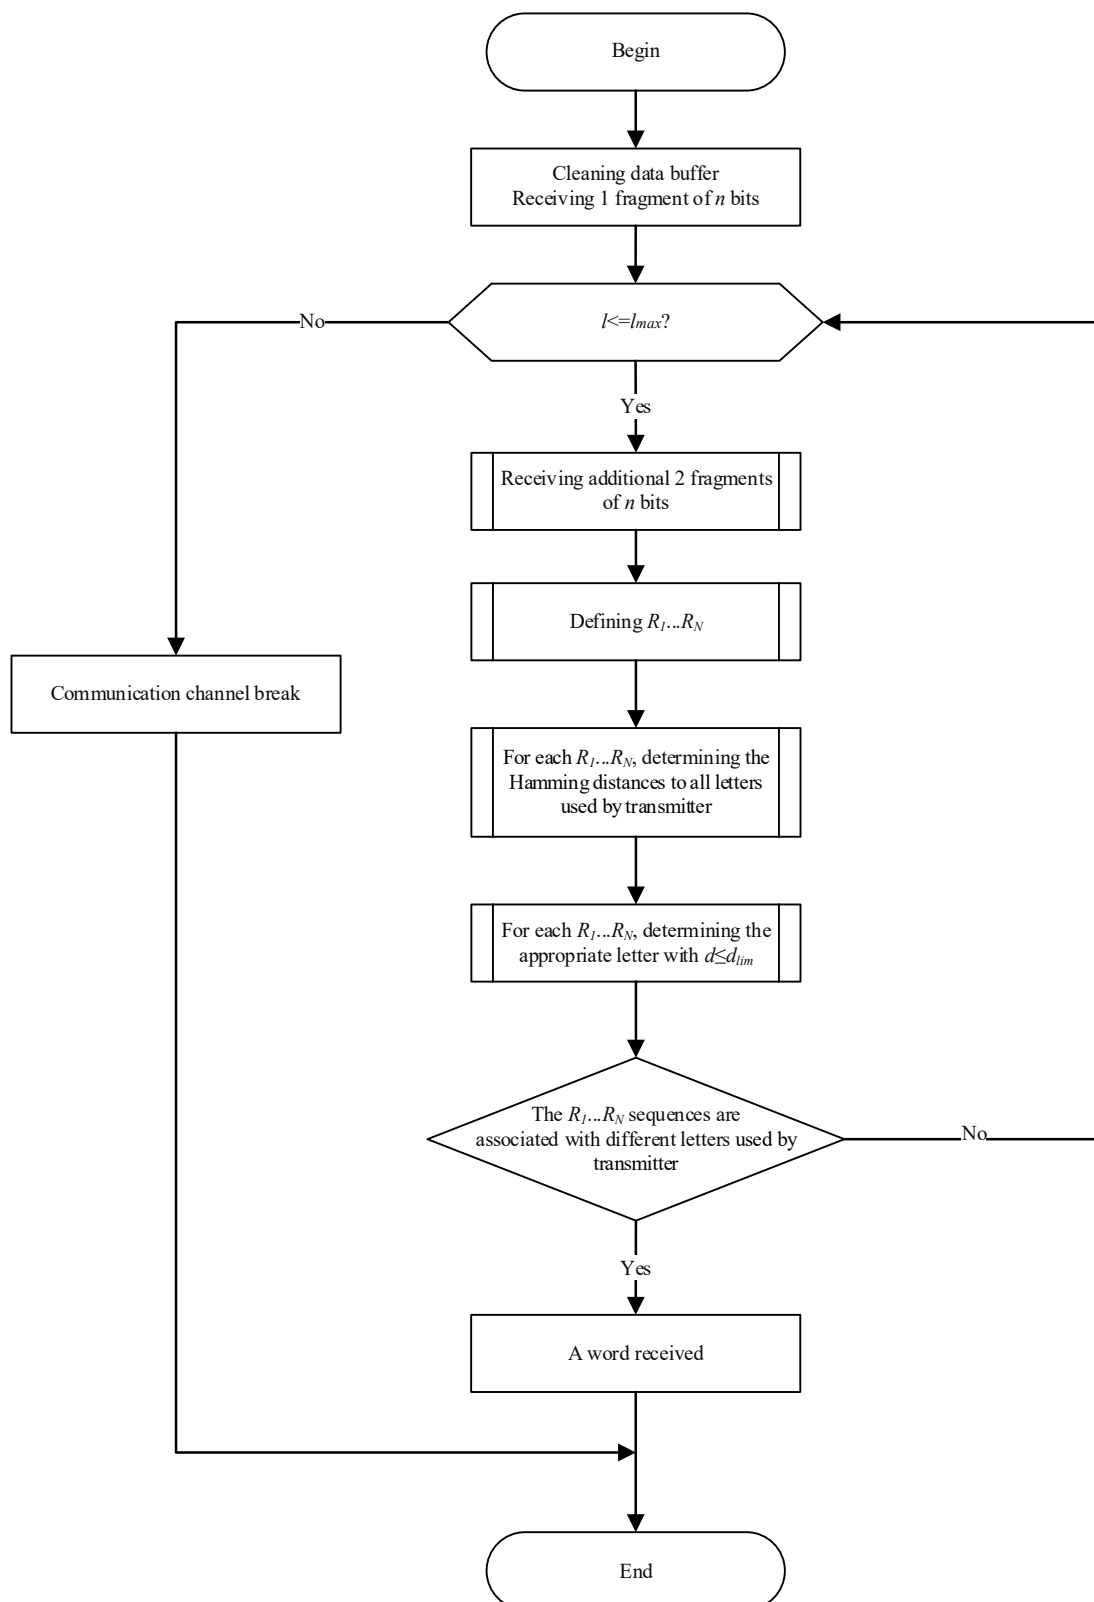 Begin
Cleaning data buffer
Receiving 1 fragment of n bits
No
l<=lmax?
Yes
Receiving additional 2 fragments
of n bits
Defining R1...RN
Communication channel break
For each R1...RN, determining the
Hamming distances to all letters
used by transmitter
For each R1...RN, determining the
appropriate letter with d≤dlim
The R1...RN sequences are
associated with different letters used by
transmitter
No
Yes
A word received
End